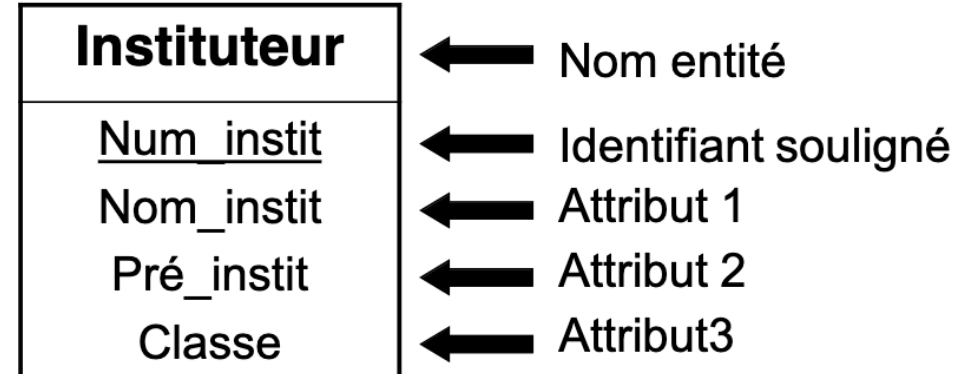 Instituteur
Nom entité
Num_instit
Identifiant souligné
Nom_instit
Attribut 1
Pré_instit
Attribut 2
Classe
Attribut3